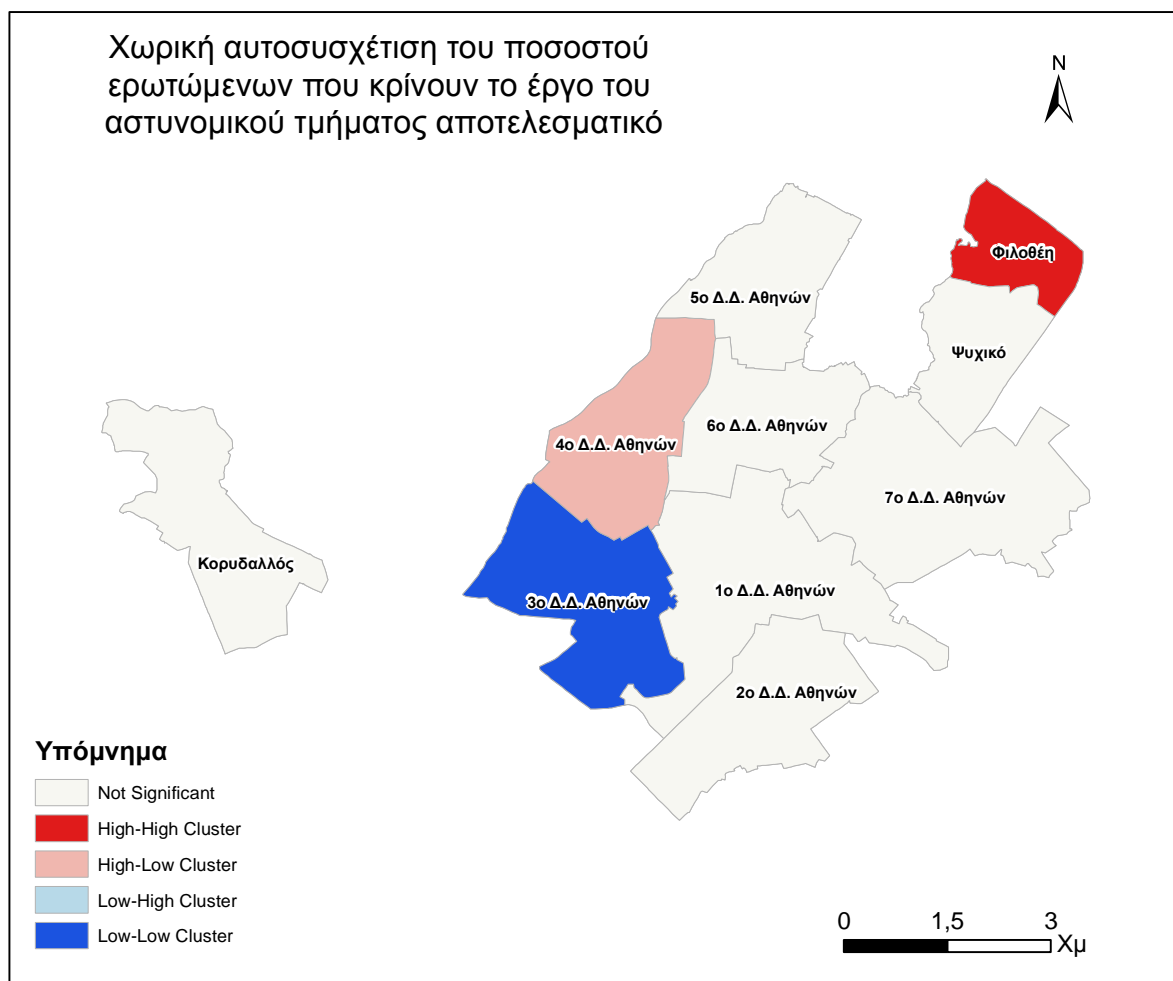 Χωρική αυτοσυσχέτιση του ποσοστού
ερωτώμενων που κρίνουν το έργο του
αστυνομικού τμήματος αποτελεσματικό
N
Φιλοθέη
5ο Δ.Δ. Αθηνών
Ψυχικό
6ο Δ.Δ. Αθηνών
4ο Δ.Δ. Αθηνών
7ο Δ.Δ. Αθηνών
Κορυδαλλός
1ο Δ.Δ. Αθηνών
3ο Δ.Δ. Αθηνών
2ο Δ.Δ. Αθηνών
Υπόμνημα
Not Significant
High-High Cluster
High-Low Cluster
Low-High Cluster
Low-Low Cluster
0 1,5 3
Χμ